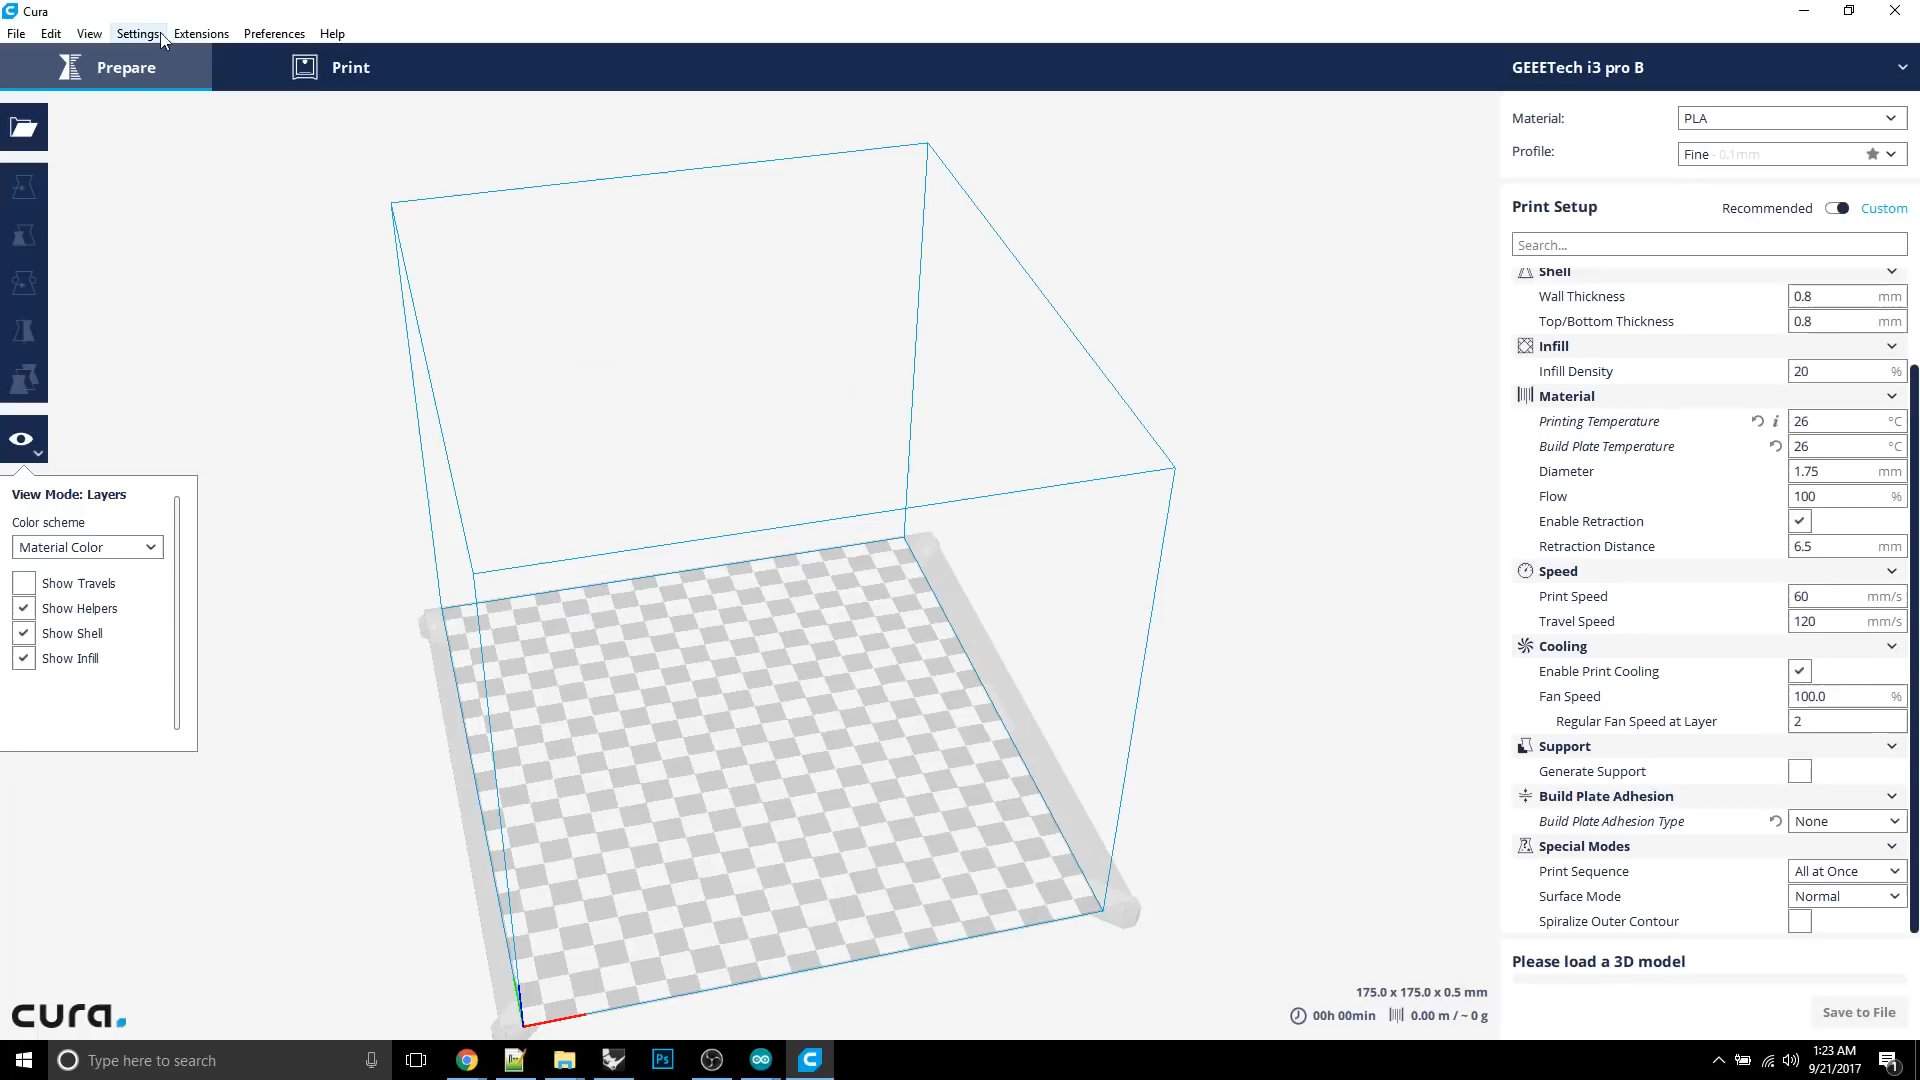 Cura
File Edit View Settings Extensions Preferences Help
Prepare Print GEEETech i3 pro B
Material: PLA
Profile: Fine - 0.1mm
Print Setup Recommended Custom
Search...
Shell
Wall Thickness 0.8 mm
Top/Bottom Thickness 0.8 mm
Infill
Infill Density 20 %
Material
Printing Temperature i 26 °C
Build Plate Temperature 26 °C
Diameter 1.75 mm
Flow 100 %
Enable Retraction
Retraction Distance 6.5 mm
Speed
Print Speed 60 mm/s
Travel Speed 120 mm/s
Cooling
Enable Print Cooling
Fan Speed 100.0 %
Regular Fan Speed at Layer 2
Support
Generate Support
Build Plate Adhesion
Build Plate Adhesion Type None
Special Modes
Print Sequence All at Once
Surface Mode Normal
Spiralize Outer Contour
Please load a 3D model
Save to File
View Mode: Layers
Color scheme
Material Color
Show Travels
Show Helpers
Show Shell
Show Infill
175.0 x 175.0 x 0.5 mm
00h 00min 0.00 m / ~ 0 g
cura.
Type here to search
Ps
1:23 AM
9/21/2017
1